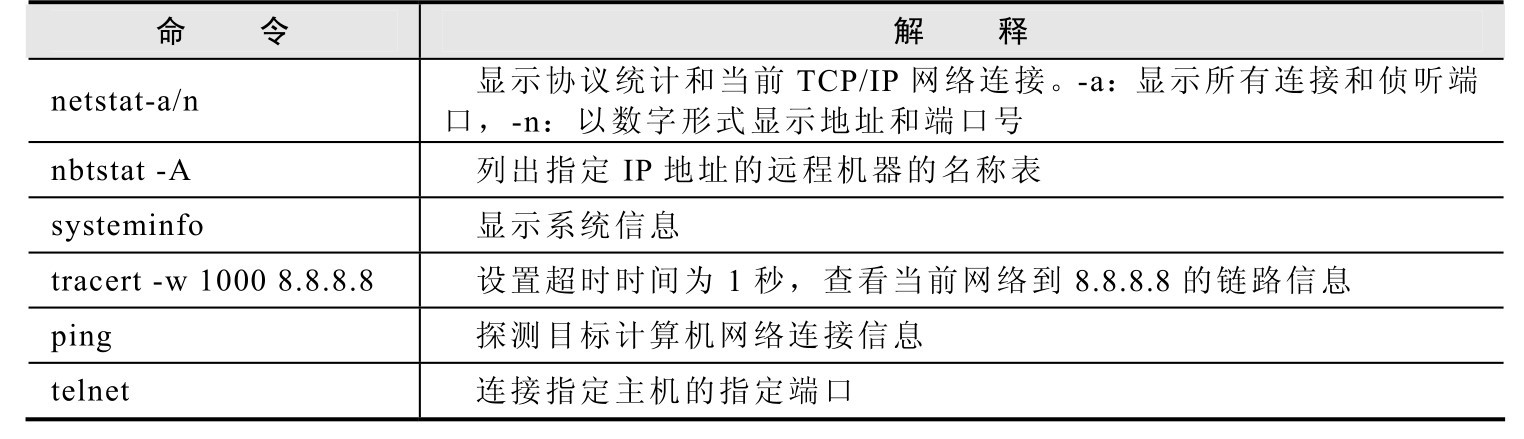 命 令 解 释
netstat-a/n 显示协议统计和当前 TCP/IP 网络连接。-a：显示所有连接和侦听端
口，-n：以数字形式显示地址和端口号
nbtstat -A 列出指定 IP 地址的远程机器的名称表
systeminfo 显示系统信息
tracert -w 1000 8.8.8.8 设置超时时间为 1 秒，查看当前网络到 8.8.8.8 的链路信息
ping 探测目标计算机网络连接信息
telnet 连接指定主机的指定端口